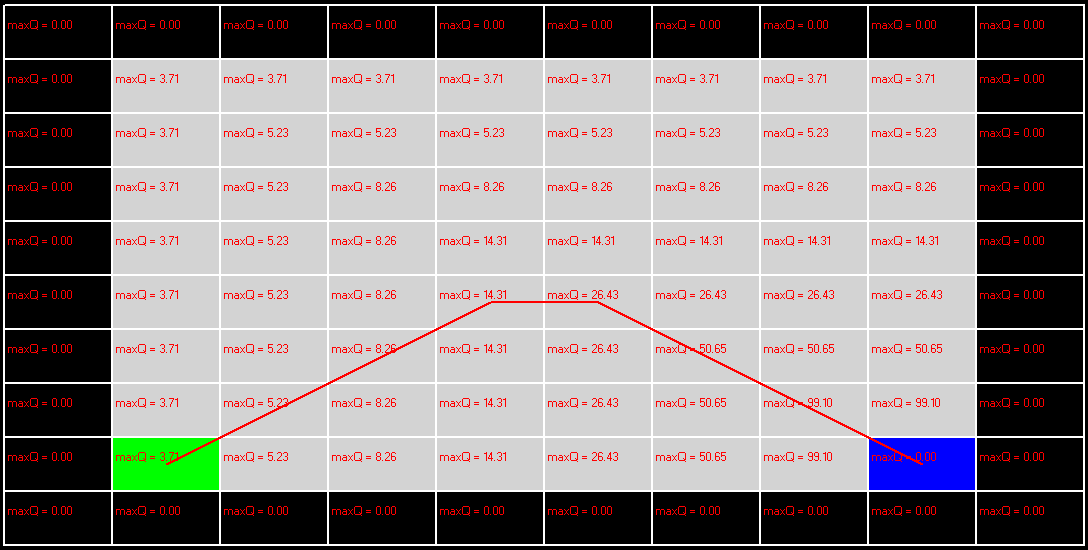 maxQ = 0.00 maxQ = 0.00 maxQ = 0.00 maxQ = 0.00 maxQ = 0.00 maxQ = 0.00 maxQ = 0.00 maxQ = 0.00 maxQ = 0.00 maxQ = 0.00
maxQ = 0.00 maxQ = 3.71 maxQ = 3.71 maxQ = 3.71 maxQ = 3.71 maxQ = 3.71 maxQ = 3.71 maxQ = 3.71 maxQ = 3.71 maxQ = 0.00
maxQ = 0.00 maxQ = 3.71 maxQ = 5.23 maxQ = 5.23 maxQ = 5.23 maxQ = 5.23 maxQ = 5.23 maxQ = 5.23 maxQ = 5.23 maxQ = 0.00
maxQ = 0.00 maxQ = 3.71 maxQ = 5.23 maxQ = 8.26 maxQ = 8.26 maxQ = 8.26 maxQ = 8.26 maxQ = 8.26 maxQ = 8.26 maxQ = 0.00
maxQ = 0.00 maxQ = 3.71 maxQ = 5.23 maxQ = 8.26 maxQ = 14.31 maxQ = 14.31 maxQ = 14.31 maxQ = 14.31 maxQ = 14.31 maxQ = 0.00
maxQ = 0.00 maxQ = 3.71 maxQ = 5.23 maxQ = 8.26 maxQ = 14.31 maxQ = 26.43 maxQ = 26.43 maxQ = 26.43 maxQ = 26.43 maxQ = 0.00
maxQ = 0.00 maxQ = 3.71 maxQ = 5.23 maxQ = 8.26 maxQ = 14.31 maxQ = 26.43 maxQ = 50.65 maxQ = 50.65 maxQ = 50.65 maxQ = 0.00
maxQ = 0.00 maxQ = 3.71 maxQ = 5.23 maxQ = 8.26 maxQ = 14.31 maxQ = 26.43 maxQ = 50.65 maxQ = 99.10 maxQ = 99.10 maxQ = 0.00
maxQ = 0.00 maxQ = 3.71 maxQ = 5.23 maxQ = 8.26 maxQ = 14.31 maxQ = 26.43 maxQ = 50.65 maxQ = 99.10 maxQ = 0.00 maxQ = 0.00
maxQ = 0.00 maxQ = 0.00 maxQ = 0.00 maxQ = 0.00 maxQ = 0.00 maxQ = 0.00 maxQ = 0.00 maxQ = 0.00 maxQ = 0.00 maxQ = 0.00